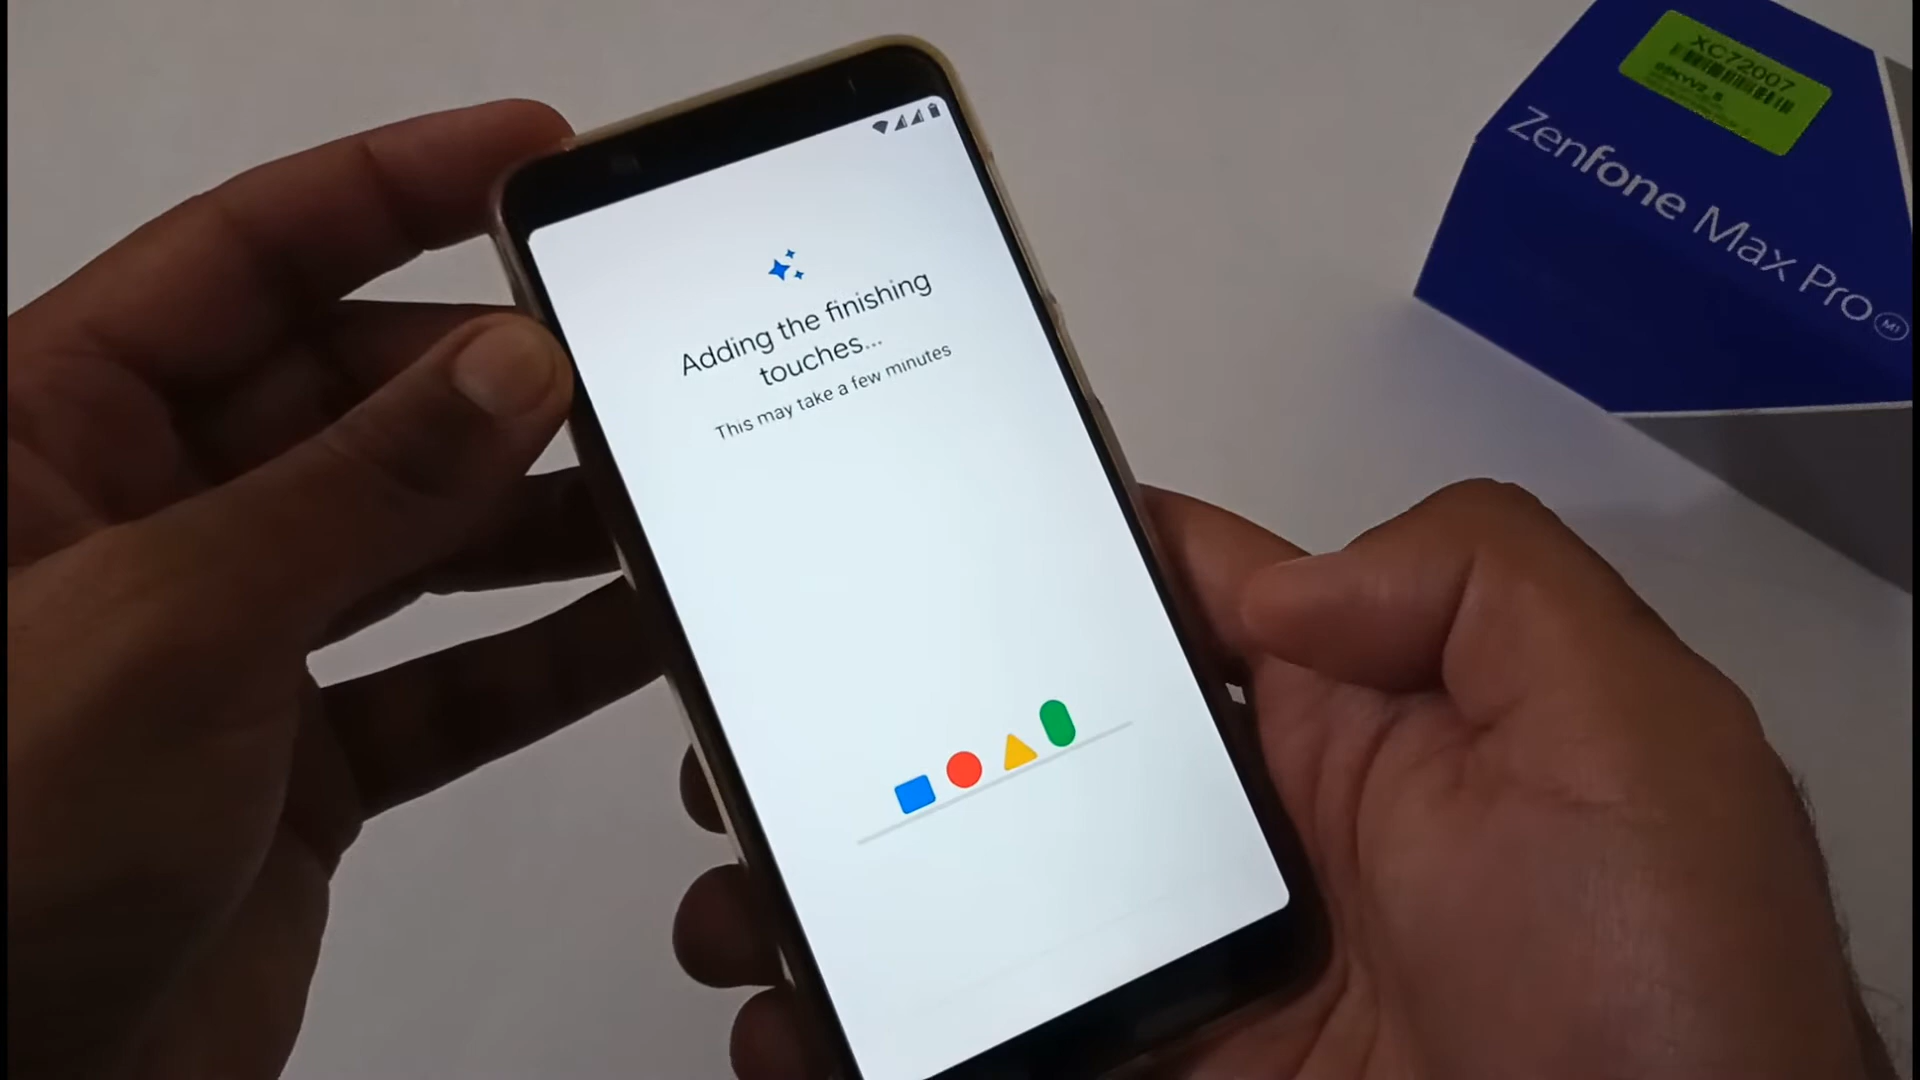 Adding the finishing
touches...
This may take a few minutes
XC72007
Zenfone Max Pro M1